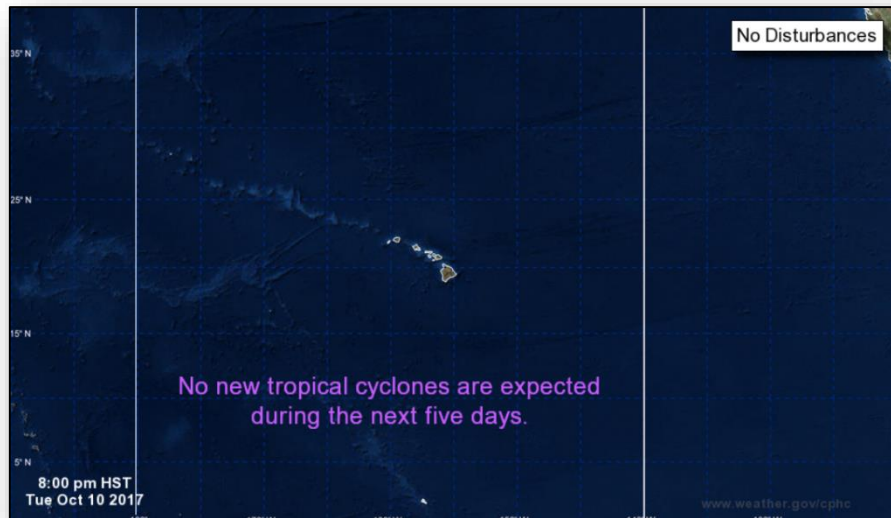 No Disturbances
35° N
25° N
15° N
No new tropical cyclones are expected
during the next five days.
5° N
8:00 pm HST
Tue Oct 10 2017
www.weather.gov/cphc